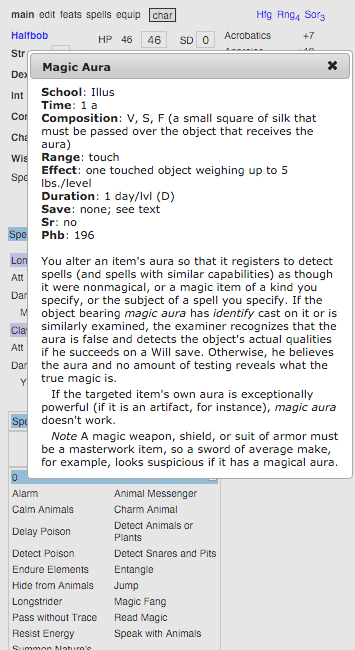 main edit feats spells equip char Hfg Rng4 Sor3
Halfbob HP 46 46 SD 0 Acrobatics +7
Str
Magic Aura ✖
Dex
School: Illus
Time: 1 a
Int
Composition: V, S, F (a small square of silk that
must be passed over the object that receives the
Con
aura)
Cha
Range: touch
Wis
Effect: one touched object weighing up to 5
Spe
lbs./level
Duration: 1 day/lvl (D)
Save: none; see text
Sr: no
Spe
Phb: 196
Lon
You alter an item's aura so that it registers to detect
Att
spells (and spells with similar capabilities) as though
it were nonmagical, or a magic item of a kind you
Dar
specify, or the subject of a spell you specify. If the
M
object bearing magic aura has identify cast on it or is
Cla
similarly examined, the examiner recognizes that the
aura is false and detects the object's actual qualities
Att
if he succeeds on a Will save. Otherwise, he believes
Dar
the aura and no amount of testing reveals what the
Y
true magic is.
If the targeted item's own aura is exceptionally
powerful (if it is an artifact, for instance), magic aura
Spe
doesn't work.
Note A magic weapon, shield, or suit of armor must
be a masterwork item, so a sword of average make,
for example, looks suspicious if it has a magical aura.
0
Alarm Animal Messenger
Calm Animals Charm Animal
Delay Poison Detect Animals or
Plants
Detect Poison Detect Snares and Pits
Endure Elements Entangle
Hide from Animals Jump
Longstrider Magic Fang
Pass without Trace Read Magic
Resist Energy Speak with Animals
Summon Nature's